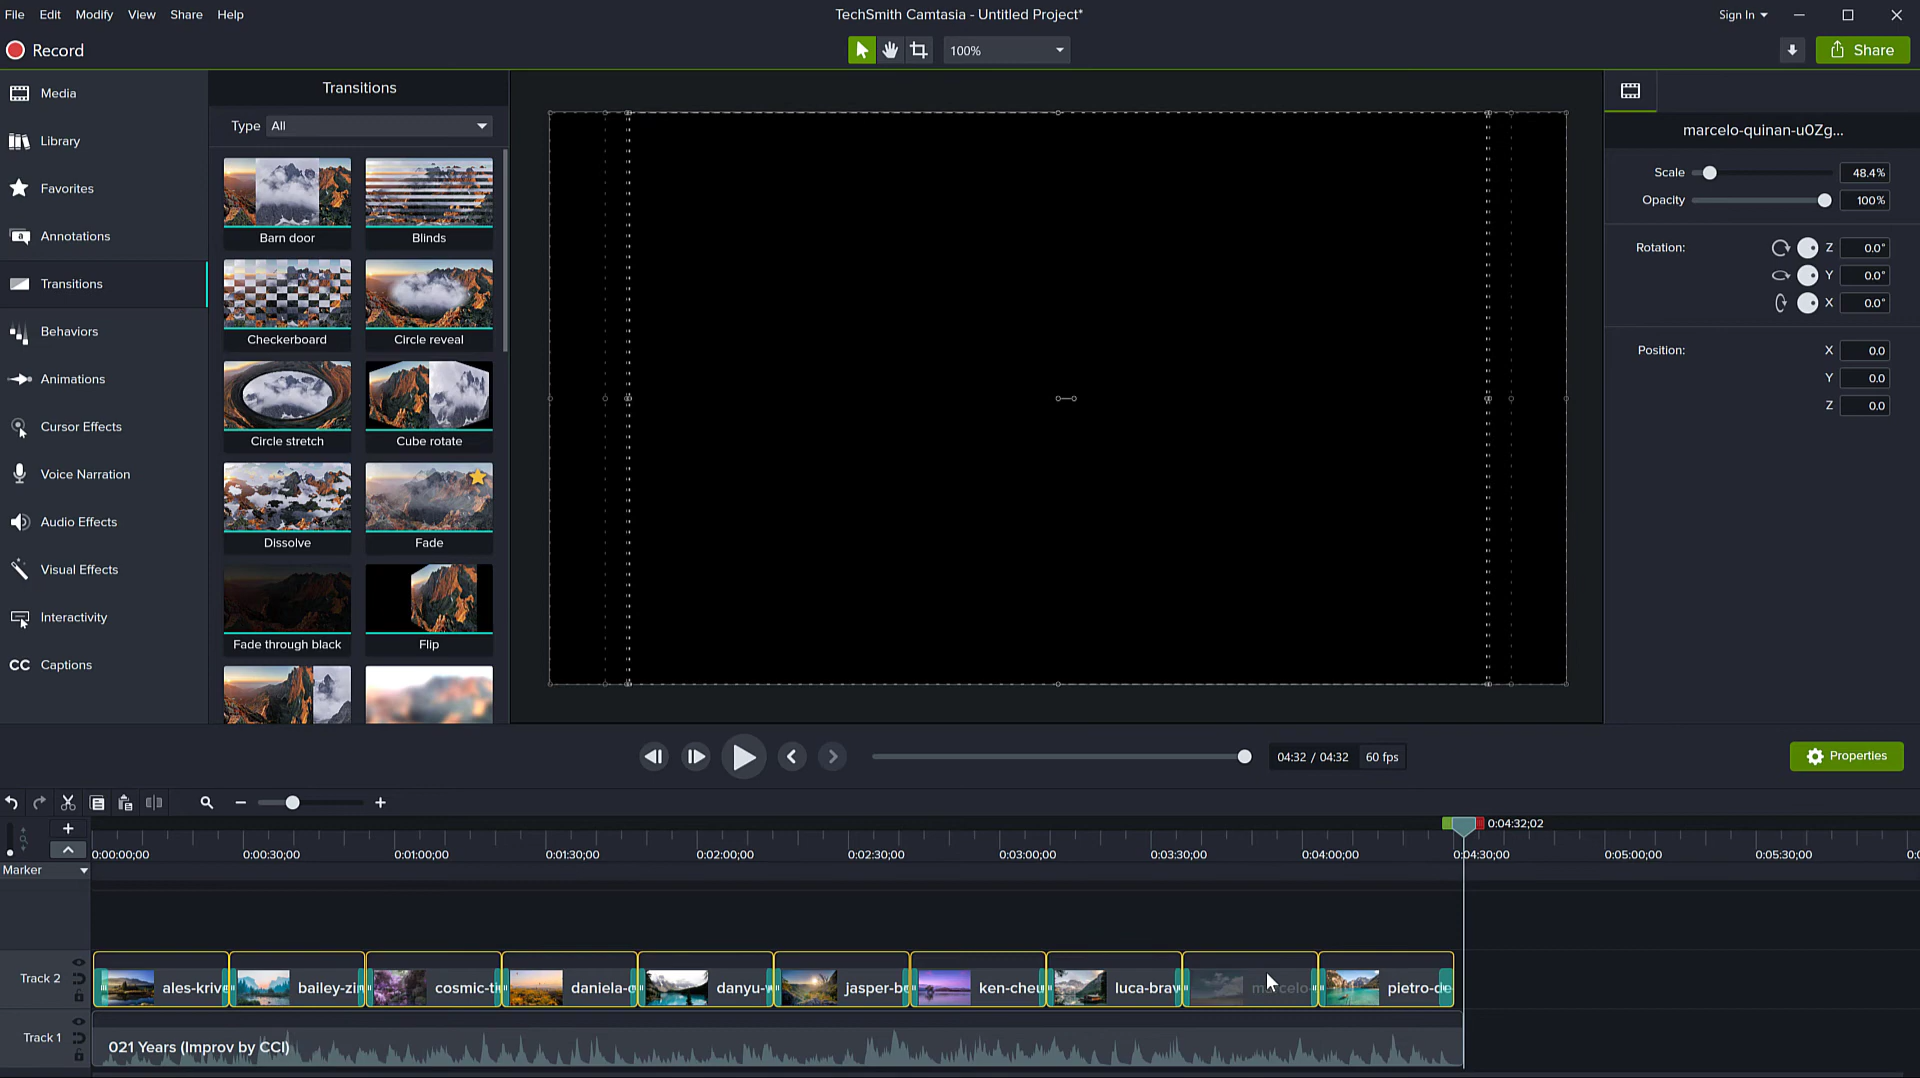 File Edit Modify View Share Help
TechSmith Camtasia - Untitled Project*
Sign In
Record
100%
Share
Media
Library
Favorites
Annotations
Transitions
Behaviors
Animations
Cursor Effects
Voice Narration
Audio Effects
Visual Effects
Interactivity
CC Captions
Transitions
Type All
Barn door Blinds
Checkerboard Circle reveal
Circle stretch Cube rotate
Dissolve Fade
Fade through black Flip
marcelo-quinan-u0Zg...
Scale 48.4%
Opacity 100%
Rotation: Z 0.0°
Y 0.0°
X 0.0°
Position: X 0.0
Y 0.0
Z 0.0
04:32 / 04:32 60 fps
Properties
0:04:32;02
0:00:00;00 0:00:30;00 0:01:00;00 0:01:30;00 0:02:00;00 0:02:30;00 0:03:00;00 0:03:30;00 0:04:00;00 0:04:30;00 0:05:00;00 0:05:30;00
Marker
Track 2 ales-kriv bailey-zi cosmic-ti daniela- danyu- jasper-b ken-cheu luca-brav marcelo- pietro-de
Track 1 021 Years (Improv by CCI)